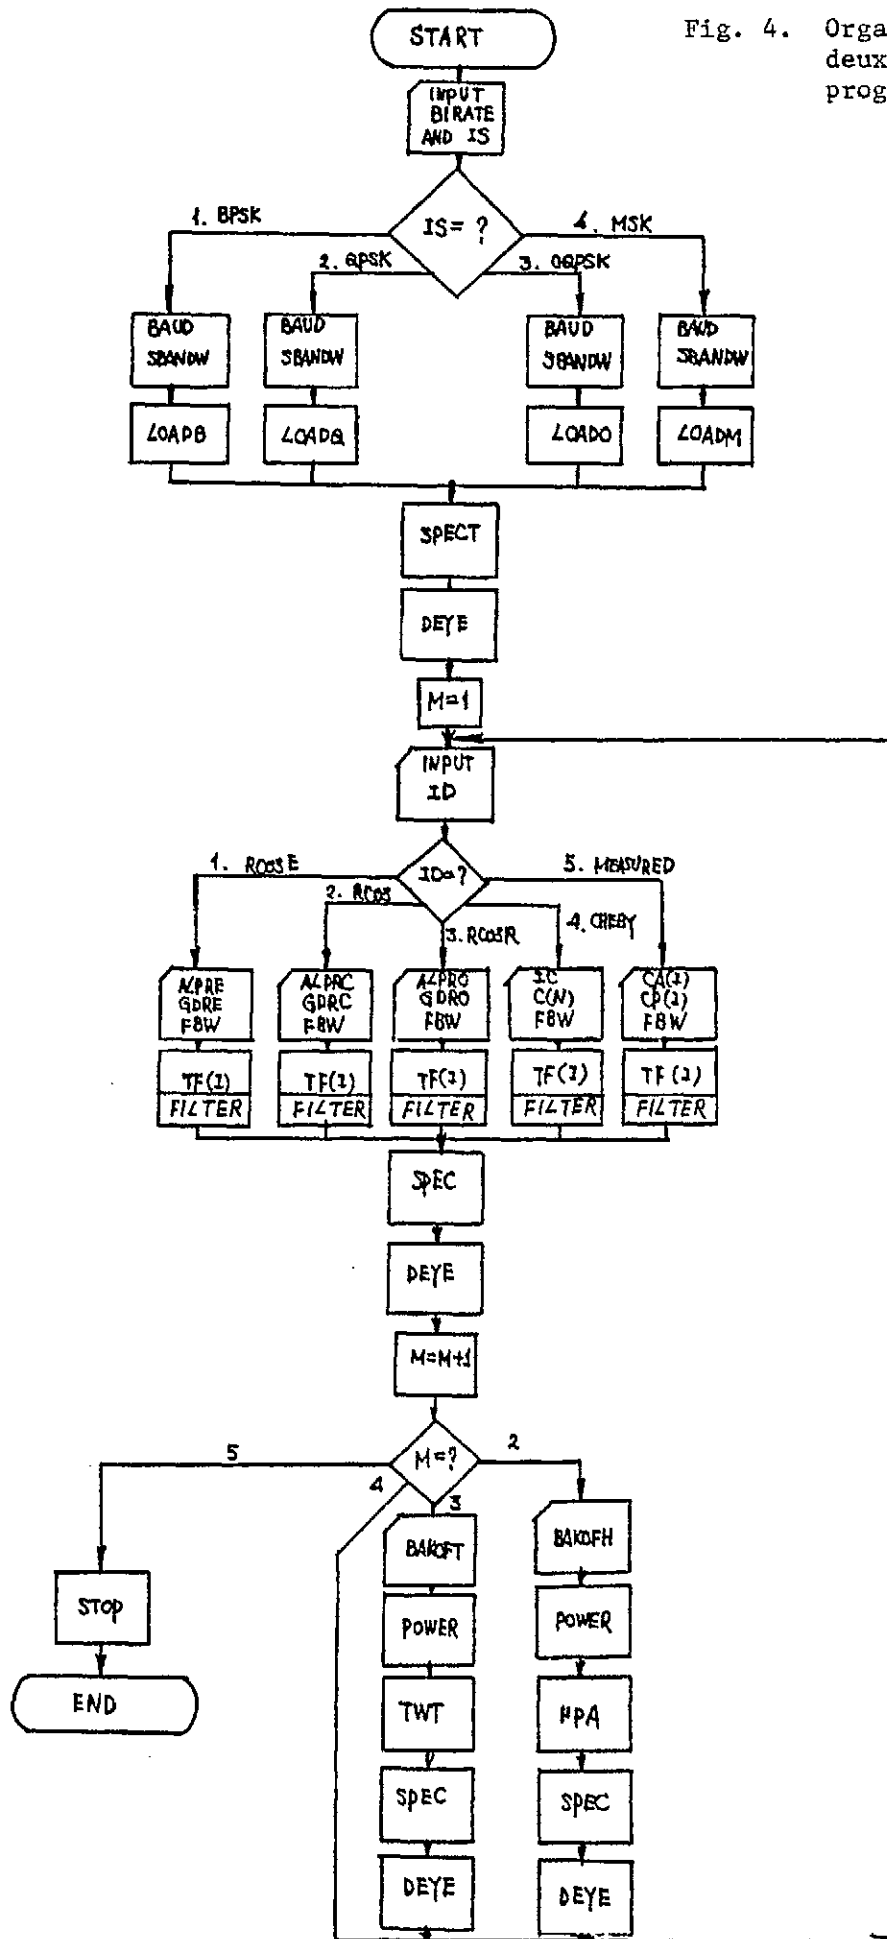 Fig. 4. Orga
deux
prog
START
INPUT
BIRATE
AND IS
IS= ?
1. BPSK
2. QPSK
3. OQPSK
4. MSK
BAUD
SBANDW
BAUD
SBANDW
BAUD
SBANDW
BAUD
SBANDW
LOADB
LOADQ
LOADO
LOADM
SPECT
DEYE
M=1
INPUT
ID
ID=?
1. RCOSE
2. RCOS
3. RCOSR
4. CHEBY
5. MEASURED
ALPRE
GDRE
FBW
ALPRC
GDRC
FBW
ALPRO
GDRO
FBW
IC
C(N)
FBW
CA(I)
CP(I)
FBW
TF(I)
FILTER
TF(I)
FILTER
TF(I)
FILTER
TF(I)
FILTER
TF(I)
FILTER
SPEC
DEYE
M=M+1
M=?
5
4
3
2
STOP
END
BAKOFT
POWER
TWT
SPEC
DEYE
BAKOFH
POWER
HPA
SPEC
DEYE